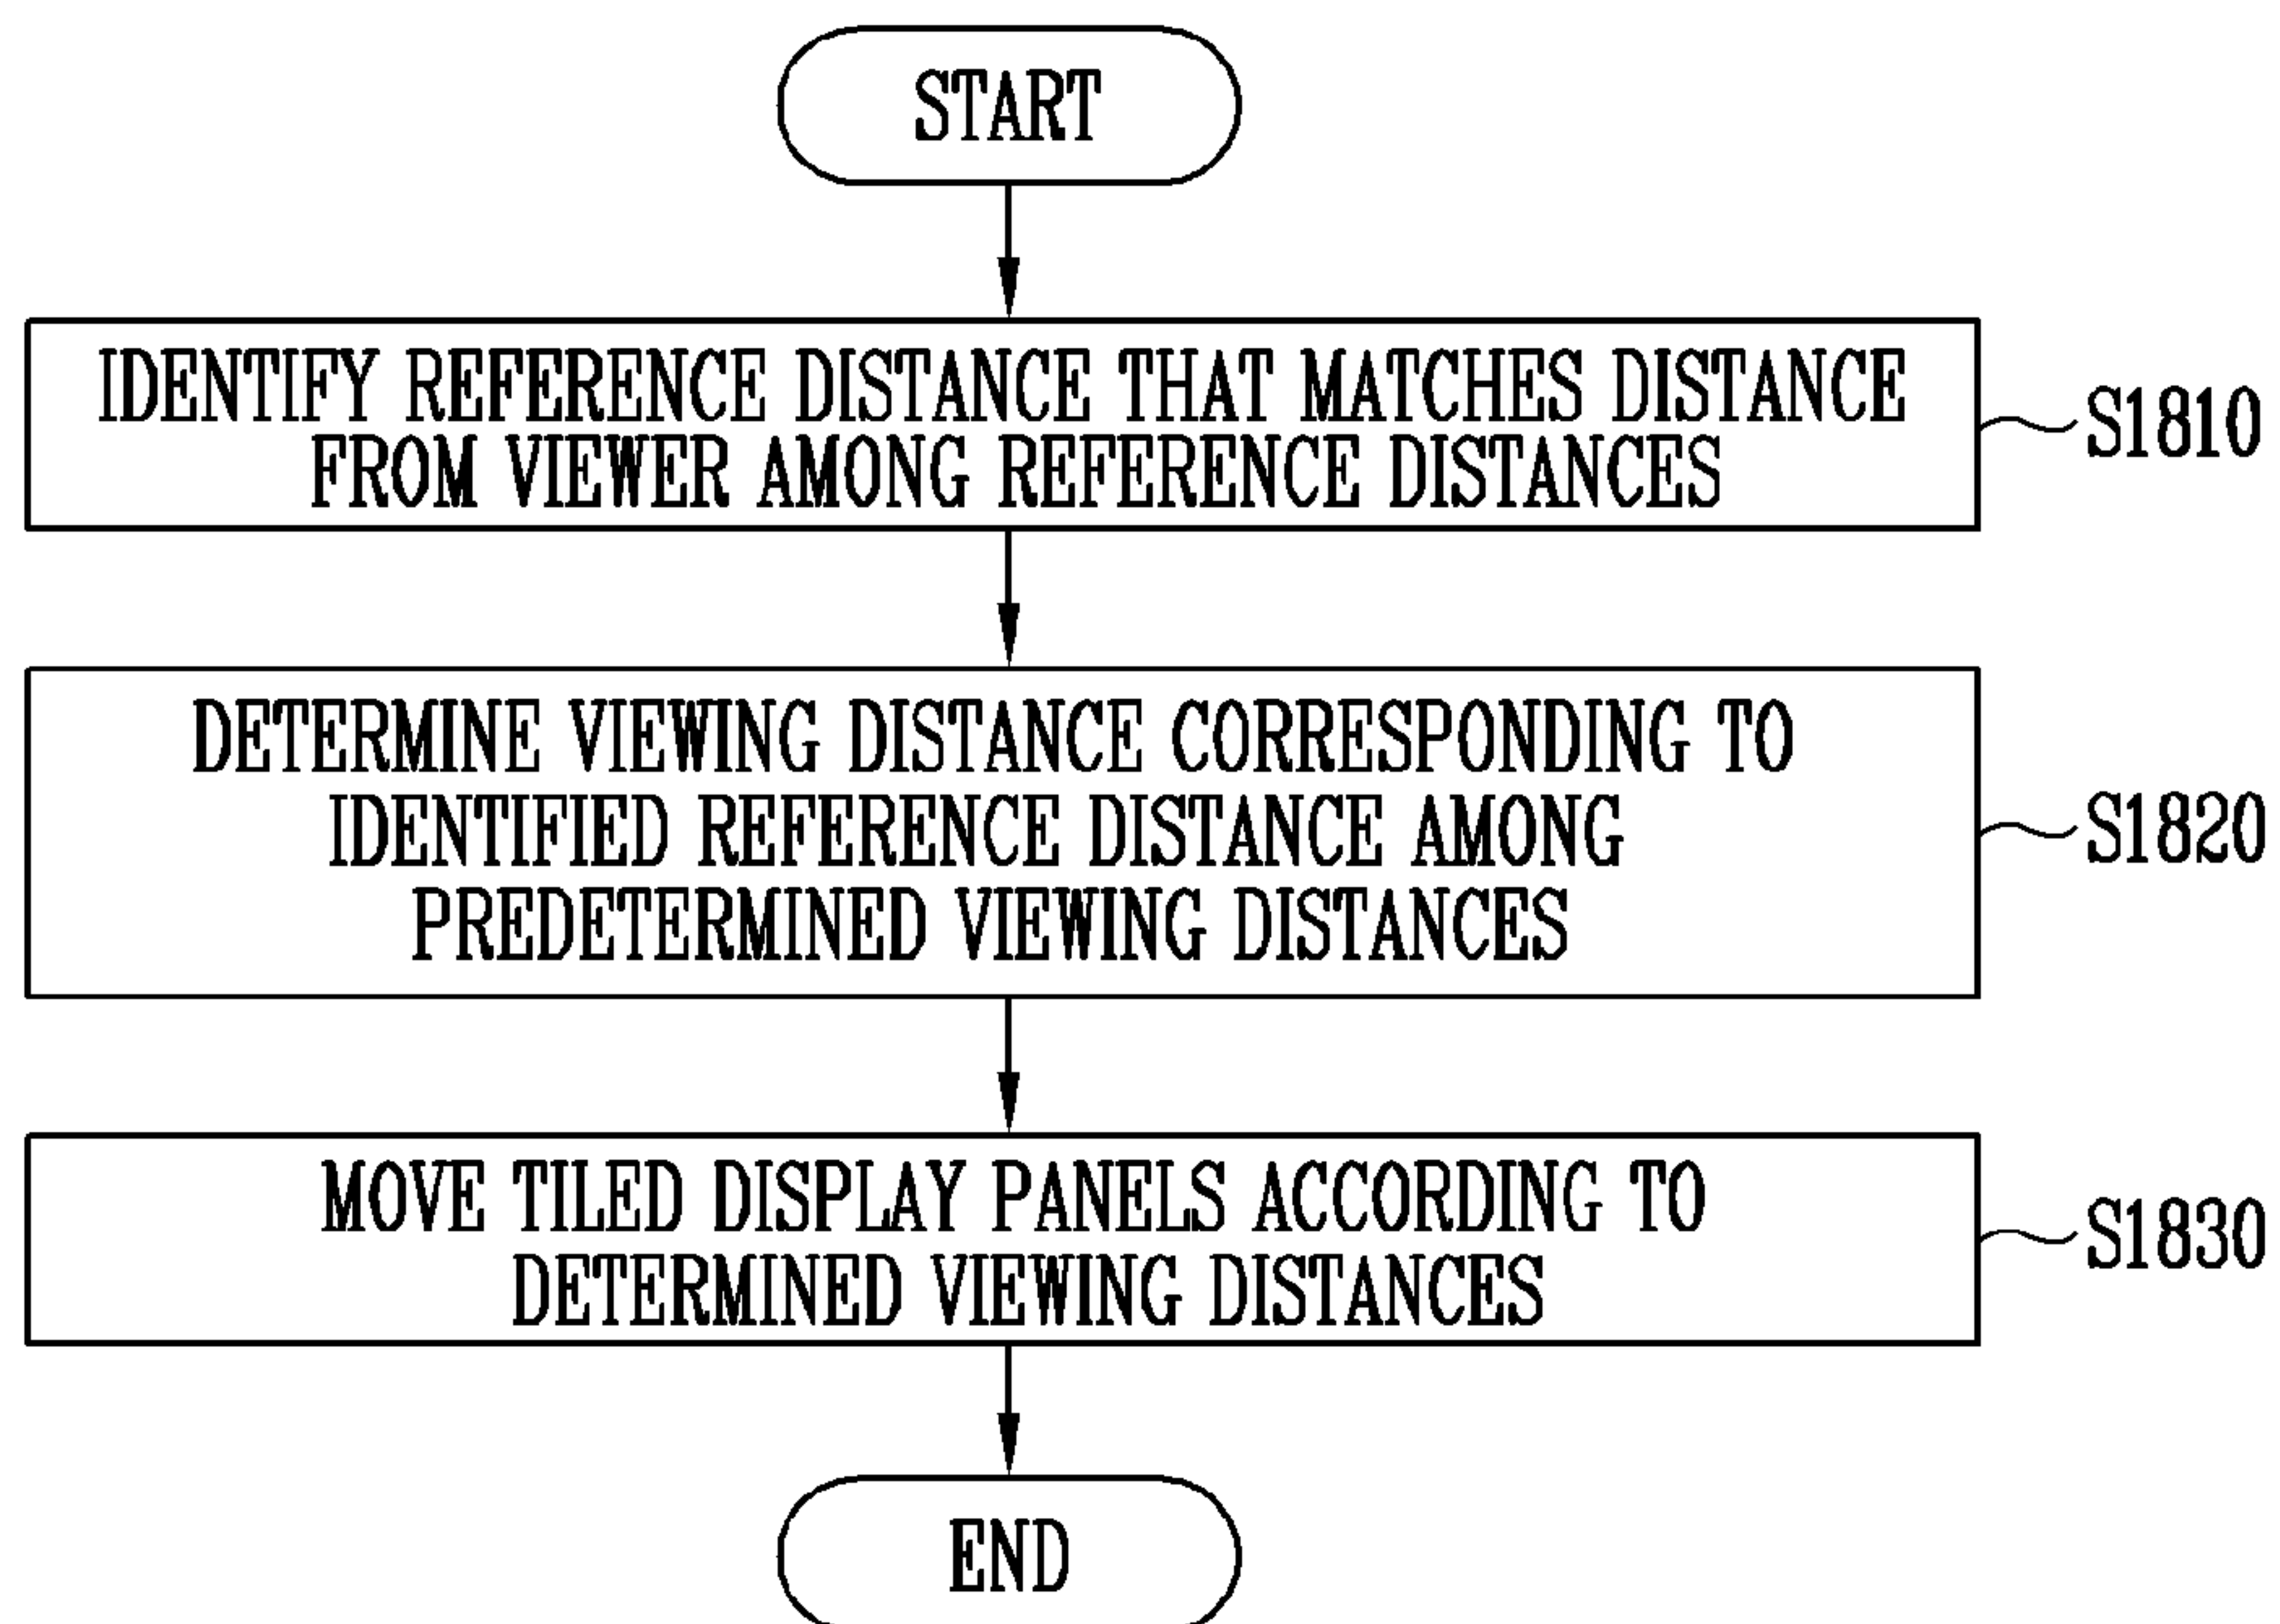 START
IDENTIFY REFERENCE DISTANCE THAT MATCHES DISTANCE
FROM VIEWER AMONG REFERENCE DISTANCES
S1810
DETERMINE VIEWING DISTANCE CORRESPONDING TO
IDENTIFIED REFERENCE DISTANCE AMONG
PREDETERMINED VIEWING DISTANCES
S1820
MOVE TILED DISPLAY PANELS ACCORDING TO
DETERMINED VIEWING DISTANCES
S1830
END